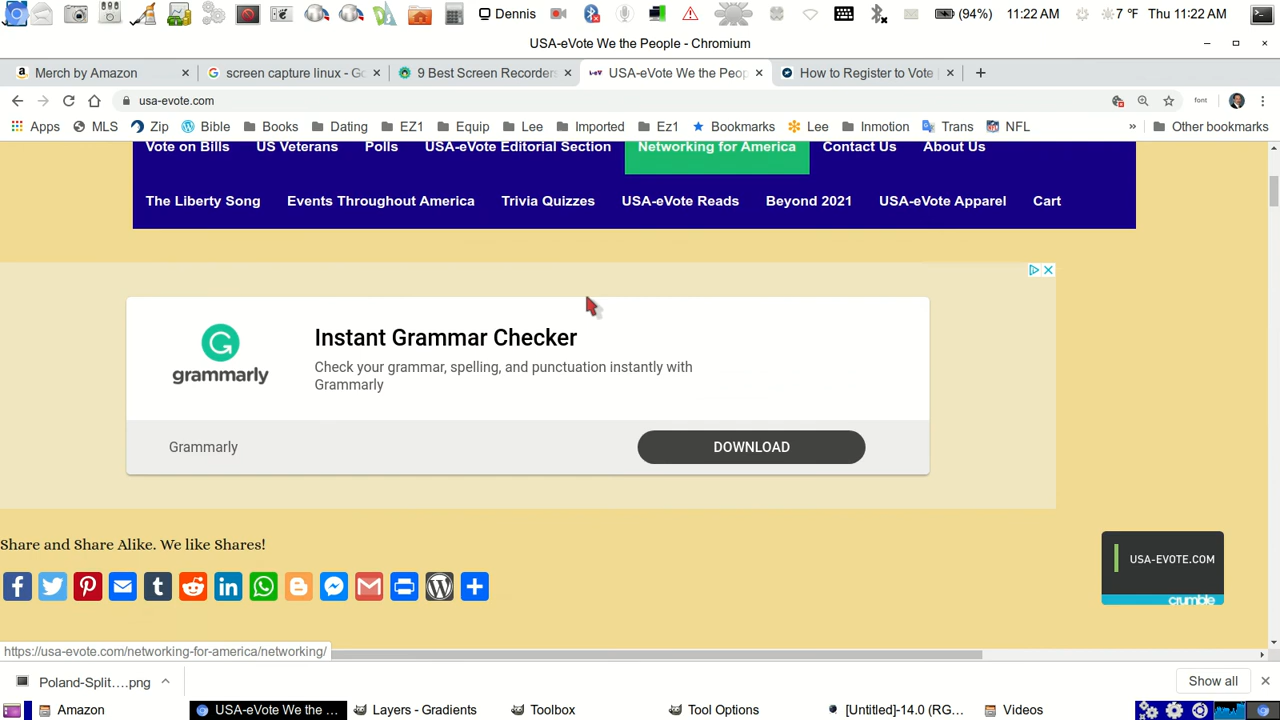 Dennis
(94%)
11:22 AM
7 °F
Thu 11:22 AM
USA-eVote We the People - Chromium
Merch by Amazon
screen capture linux - Go
9 Best Screen Recorders
USA-eVote We the Peop
How to Register to Vote
usa-evote.com
font
Apps
MLS
Zip
Bible
Books
Dating
EZ1
Equip
Lee
Imported
Ez1
Bookmarks
Lee
Inmotion
Trans
NFL
»
Other bookmarks
Vote on Bills
US Veterans
Polls
USA-eVote Editorial Section
Networking for America
Contact Us
About Us
The Liberty Song
Events Throughout America
Trivia Quizzes
USA-eVote Reads
Beyond 2021
USA-eVote Apparel
Cart
grammarly
Instant Grammar Checker
Check your grammar, spelling, and punctuation instantly with
Grammarly
Grammarly
DOWNLOAD
Share and Share Alike. We like Shares!
USA-EVOTE.COM
crumble
https://usa-evote.com/networking-for-america/networking/
Poland-Split....png
Show all
Amazon
USA-eVote We the ...
Layers - Gradients
Toolbox
Tool Options
[Untitled]-14.0 (RG...
Videos